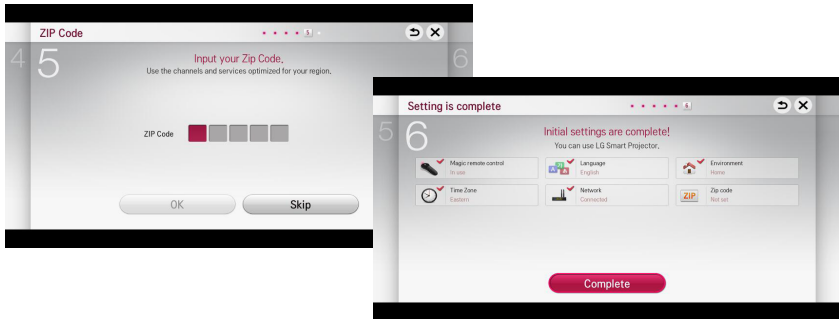 ZIP Code
5
4
5
6
Input your Zip Code,
Use the channels and services optimized for your region,
ZIP Code
OK
Skip
Setting is complete
6
5
6
Initial settings are complete!
You can use LG Smart Projector,
Magic remote control
In use
Language
English
Environment
Home
Time Zone
Eastern
Network
Connected
ZIP
Zip code
Not set
Complete